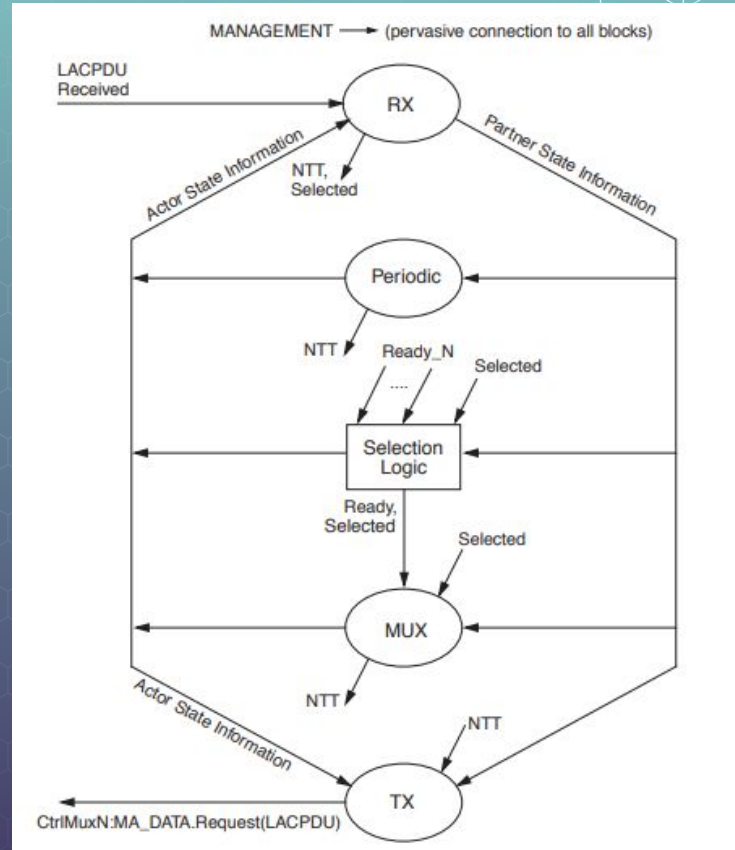 MANAGEMENT (pervasive connection to all blocks)
LACPDU
Received
RX
Actor State Information
Partner State Information
NTT,
Selected
Periodic
NTT
Ready_N
....
Selected
Selection
Logic
Ready,
Selected
Selected
MUX
NTT
Actor State Information
NTT
TX
CtrlMuxN:MA_DATA.Request(LACPDU)